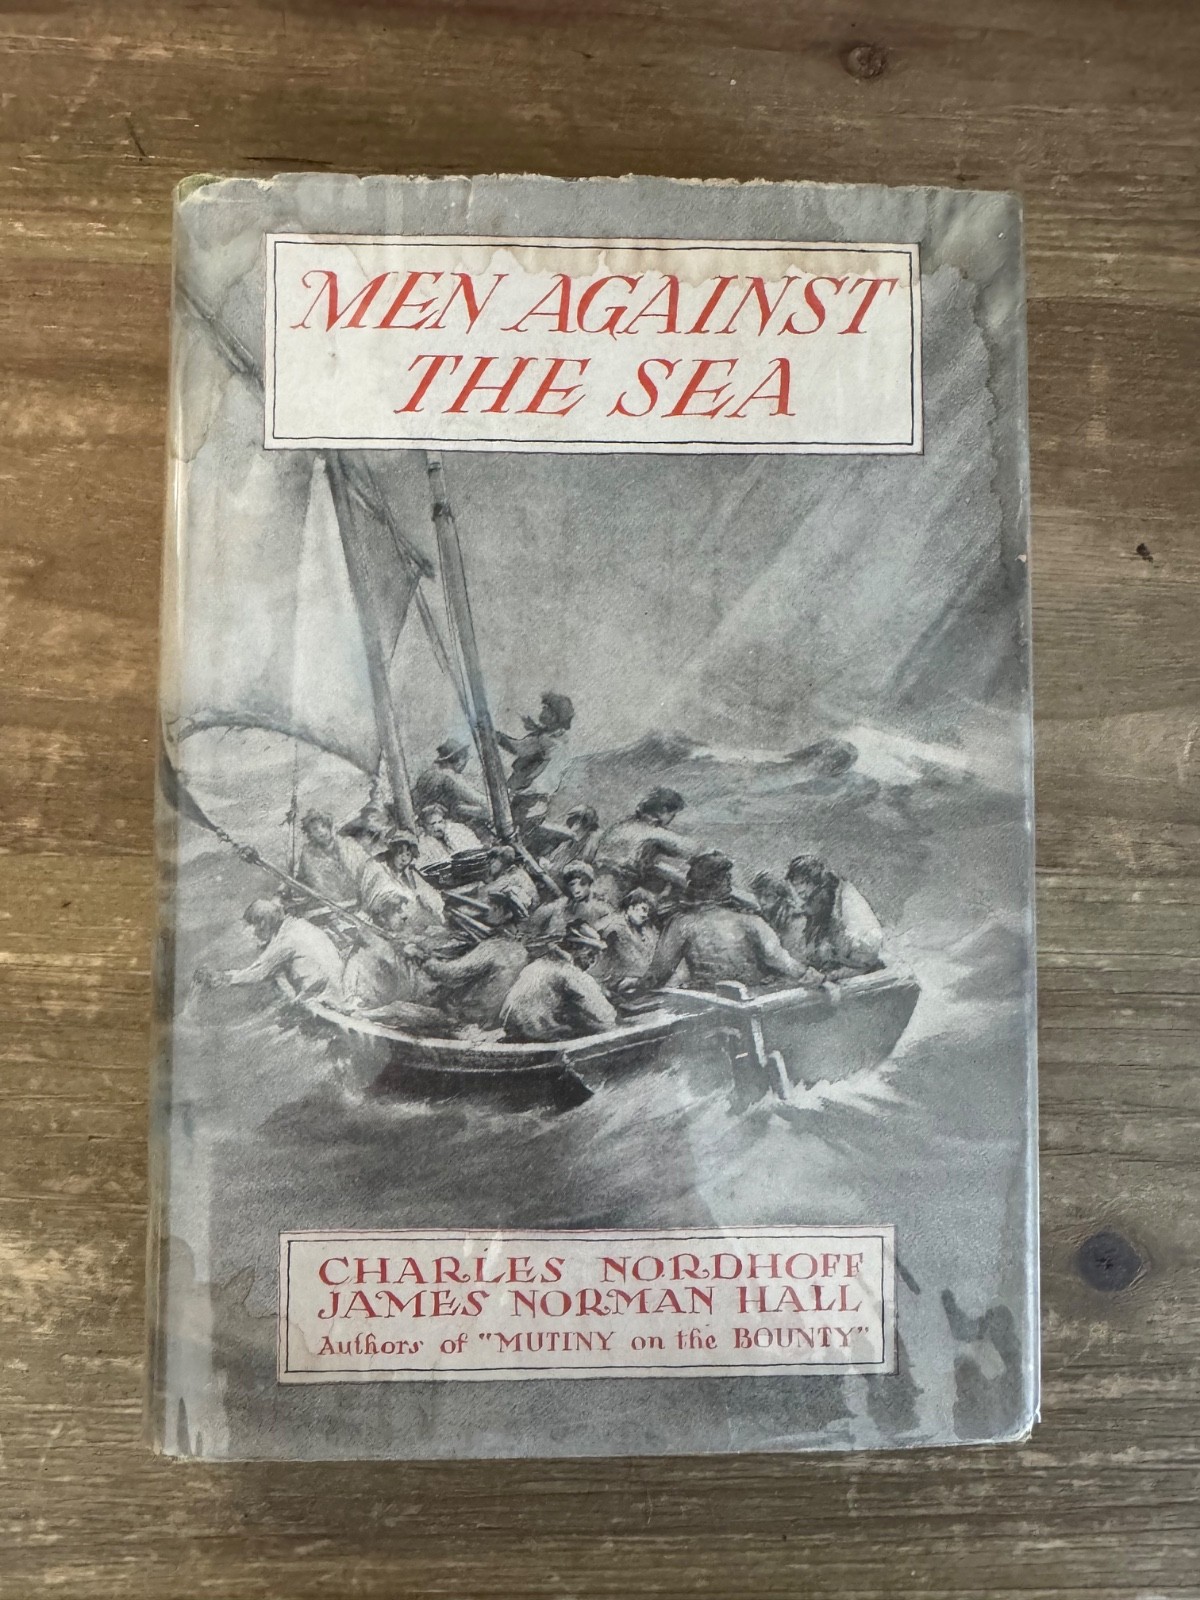 MEN AGAINST
THE SEA
CHARLES NORDHOFF
JAMES NORMAN HALL
Authors of "MUTINY on the BOUNTY"